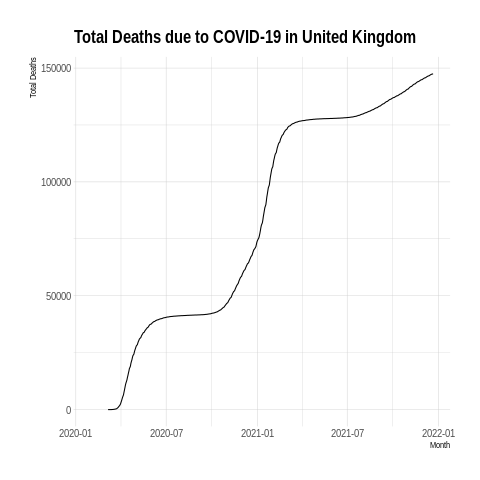 Total Deaths due to COVID-19 in United Kingdom
Total Deaths
150000
100000
50000
0
2020-01 2020-07 2021-01 2021-07 2022-01
Month